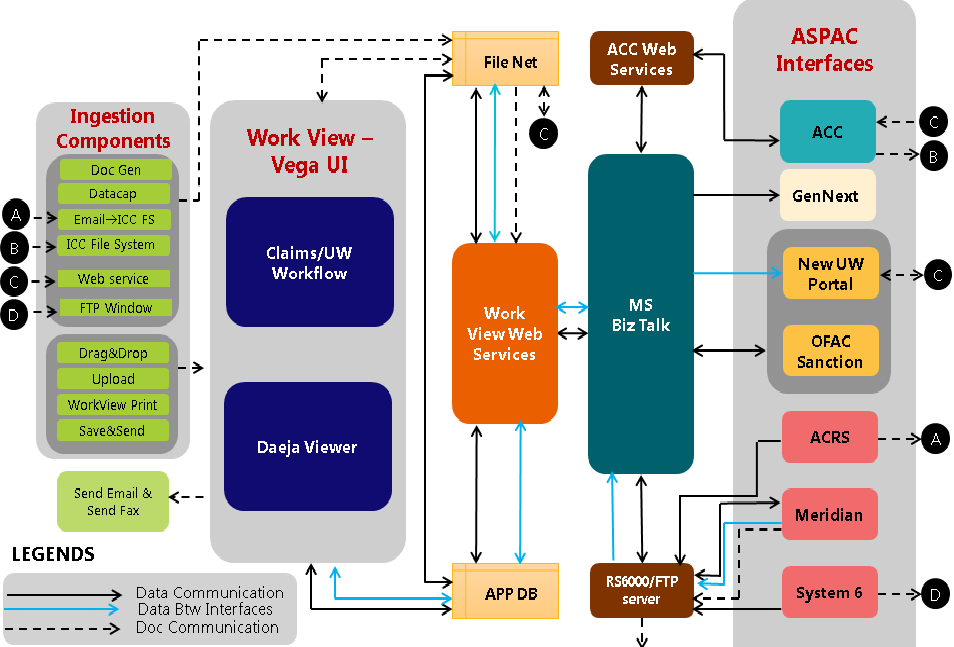 Ingestion
Components
Doc Gen
Datacap
Email→ICC FS
ICC File System
Web service
FTP Window
A
B
C
D
Drag&Drop
Upload
WorkView Print
Save&Send
Send Email &
Send Fax
Work View –
Vega UI
Claims/UW
Workflow
Daeja Viewer
File Net
C
Work
View Web
Services
APP DB
ACC Web
Services
MS
Biz Talk
RS6000/FTP
server
ASPAC
Interfaces
ACC
C
B
GenNext
New UW
Portal
C
OFAC
Sanction
ACRS
A
Meridian
System 6
D
LEGENDS
Data Communication
Data Btw Interfaces
Doc Communication